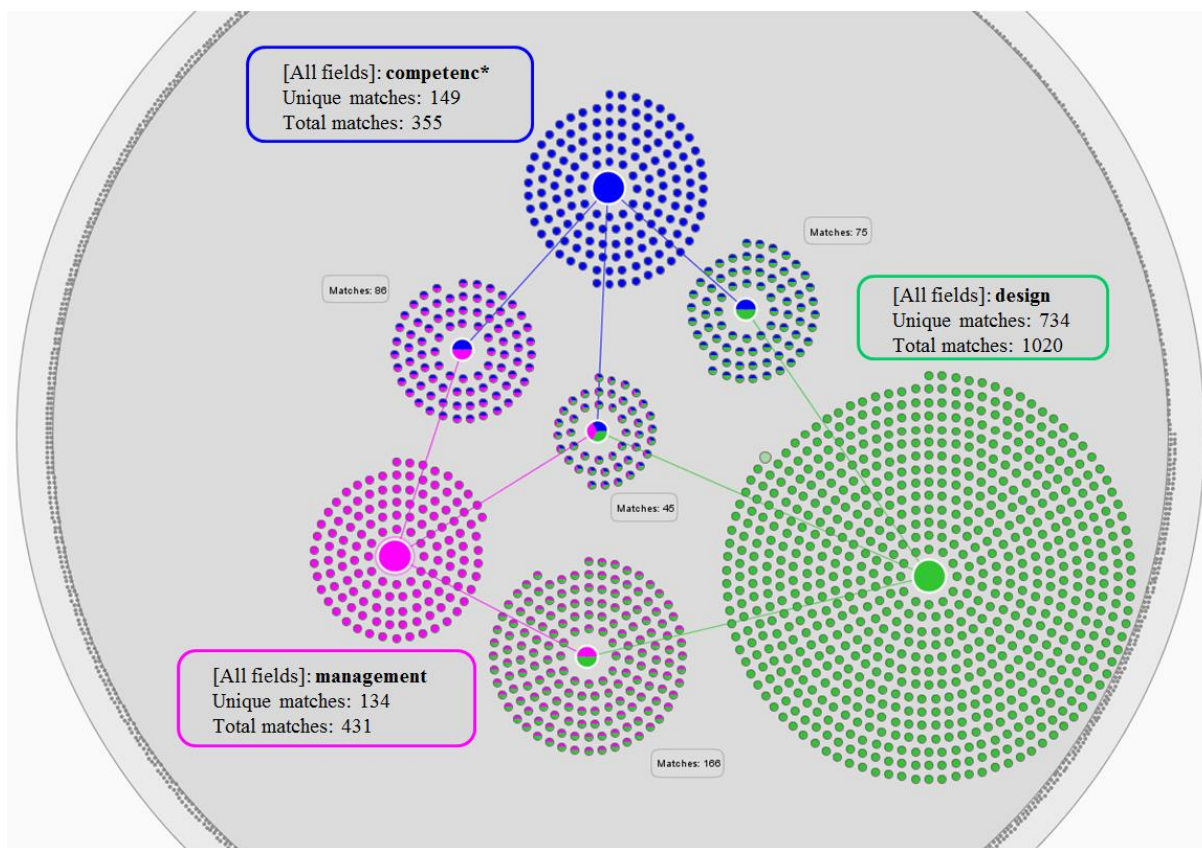 [All fields]: competenc*
Unique matches: 149
Total matches: 355
Matches: 75
Matches: 86
[All fields]: design
Unique matches: 734
Total matches: 1020
Matches: 45
[All fields]: management
Unique matches: 134
Total matches: 431
Matches: 166